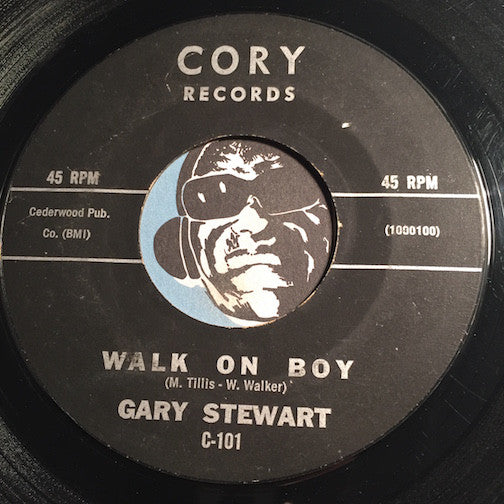 CORY
RECORDS
45 RPM
45 RPM
Cederwood Pub.
Co. (BMI)
(1000100)
WALK ON BOY
(M. Tillis - W. Walker)
GARY STEWART
C-101